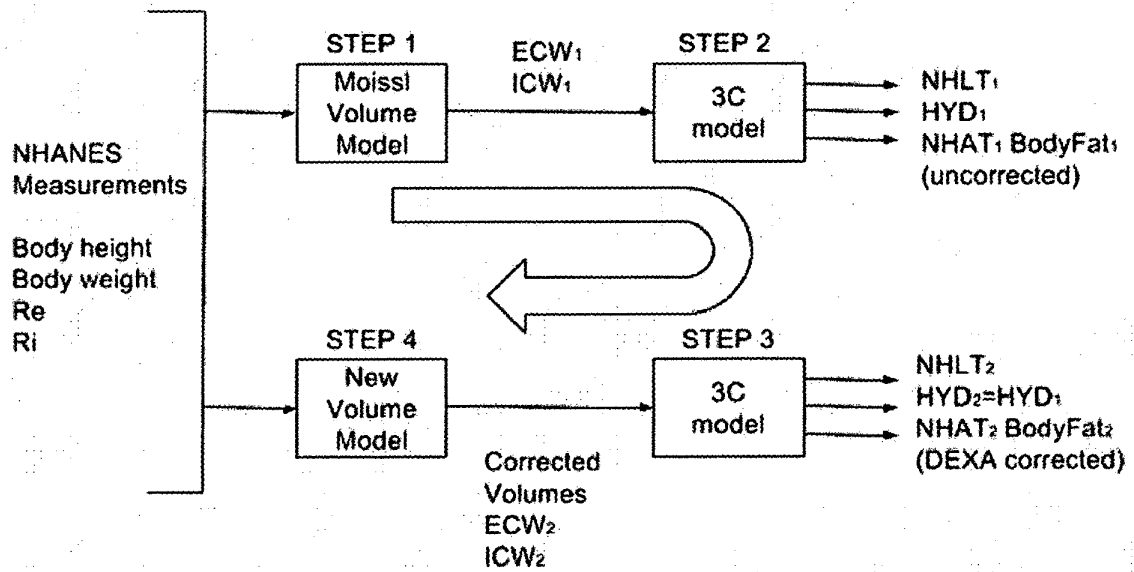 NHANES
Measurements
Body height
Body weight
Re
Ri
STEP 1
Moissl
Volume
Model
ECW₁
ICW₁
STEP 2
3C
model
NHLT₁
HYD₁
NHAT₁ BodyFat₁
(uncorrected)
STEP 4
New
Volume
Model
Corrected
Volumes
ECW₂
ICW₂
STEP 3
3C
model
NHLT₂
HYD₂=HYD₁
NHAT₂ BodyFat₂
(DEXA corrected)